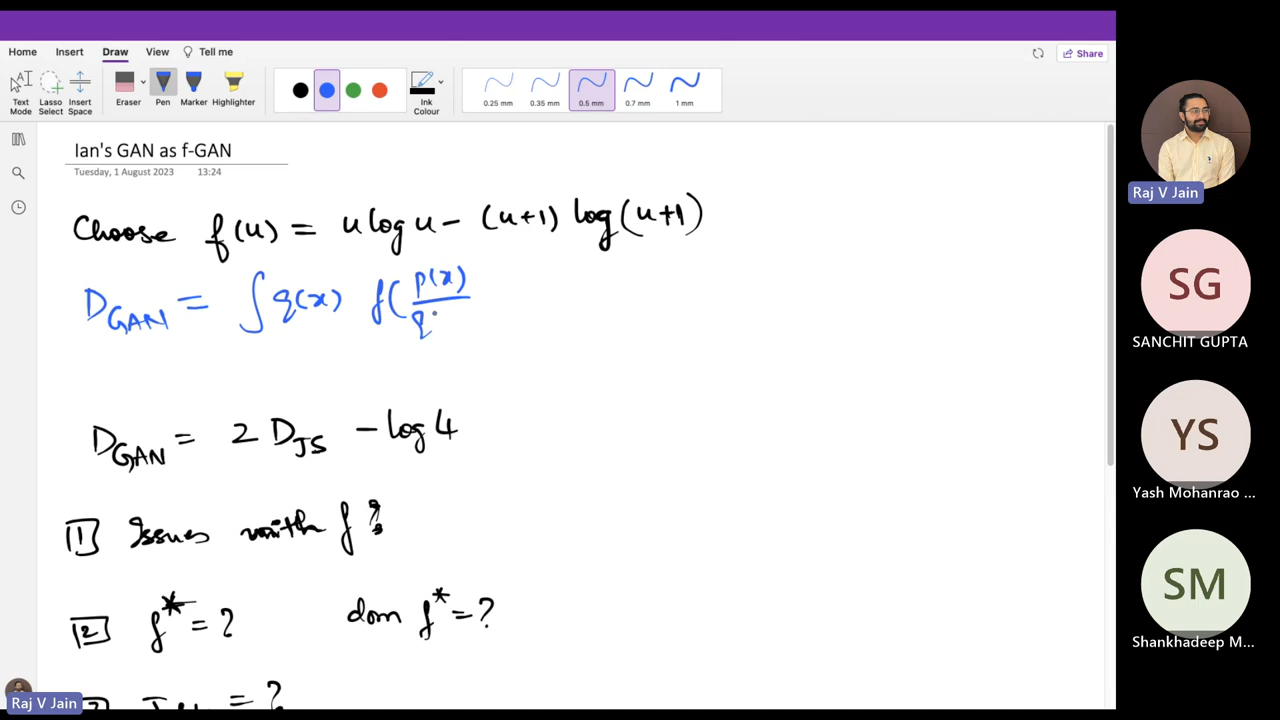 Home Insert Draw View Tell me
Share
Text Mode Lasso Select Insert Space Eraser Pen Marker Highlighter Ink Colour 0.25 mm 0.35 mm 0.5 mm 0.7 mm 1 mm
Ian's GAN as f-GAN
Tuesday, 1 August 2023 13:24
Choose f(u) = u log u - (u+1) log (u+1)
D_GAN = ∫ q(x) f( p(x) / q
D_GAN = 2 D_JS - log 4
1 Issues with f ?
2 f* = ? dom f* = ?
= ?
Raj V Jain
Raj V Jain
SG
SANCHIT GUPTA
YS
Yash Mohanrao ...
SM
Shankhadeep M...